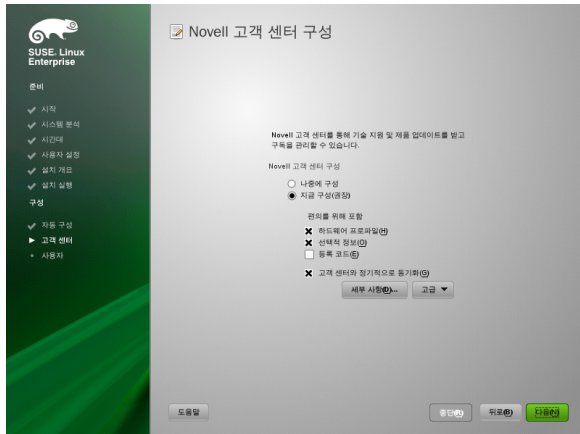 SUSE. Linux
Enterprise
준비
시작
시스템 분석
시간대
사용자 설정
설치 개요
설치 실행
구성
자동 구성
고객 센터
사용자
Novell 고객 센터 구성
Novell 고객 센터를 통해 기술 지원 및 제품 업데이트를 받고
구독을 관리할 수 있습니다.
Novell 고객 센터 구성
나중에 구성
지금 구성(권장)
편의를 위해 포함
하드웨어 프로파일(H)
선택적 정보(O)
등록 코드(E)
고객 센터와 정기적으로 동기화(G)
세부 사항(D)...
고급
도움말
중단(R)
뒤로(B)
다음(N)